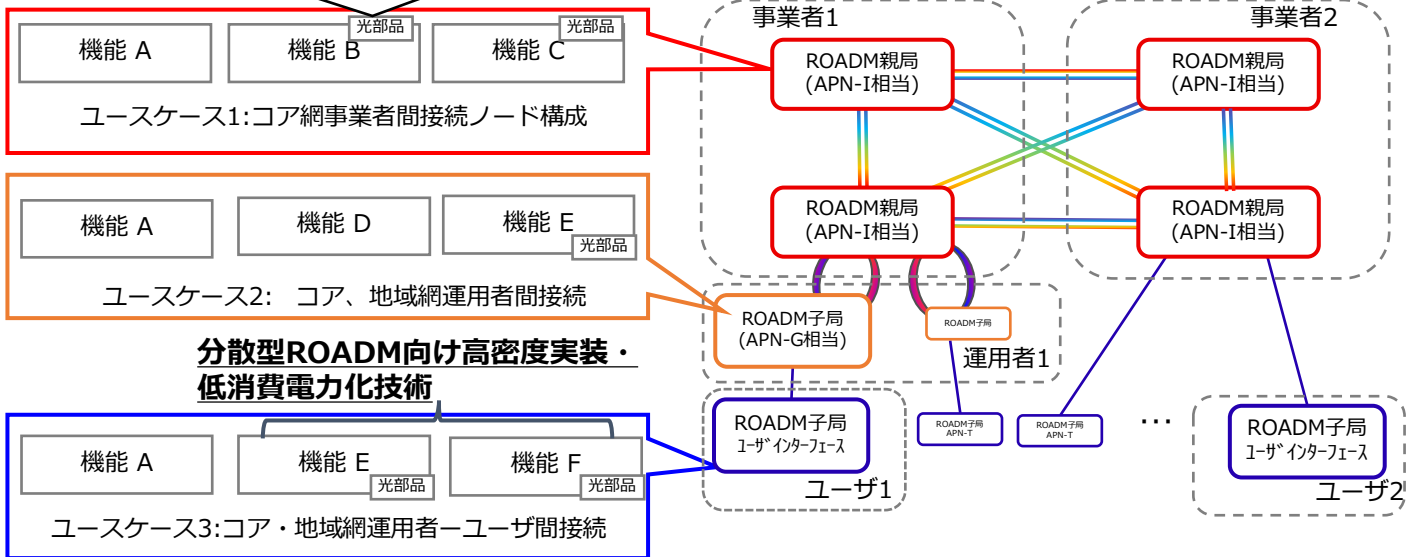 機能 A
機能 B
光部品
機能 C
光部品
ユースケース1:コア網事業者間接続ノード構成
機能 A
機能 D
機能 E
光部品
ユースケース2: コア、地域網運用者間接続
分散型ROADM向け高密度実装・
低消費電力化技術
機能 A
機能 E
光部品
機能 F
光部品
ユースケース3:コア・地域網運用者ーユーザ間接続
事業者1
事業者2
ROADM親局
(APN-I相当)
ROADM親局
(APN-I相当)
ROADM親局
(APN-I相当)
ROADM親局
(APN-I相当)
ROADM子局
(APN-G相当)
ROADM子局
運用者1
ROADM子局
ﾕｰｻﾞｲﾝﾀｰﾌｪｰｽ
ユーザ1
ROADM子局
APN-T
ROADM子局
APN-T
…
ROADM子局
ﾕｰｻﾞｲﾝﾀｰﾌｪｰｽ
ユーザ2